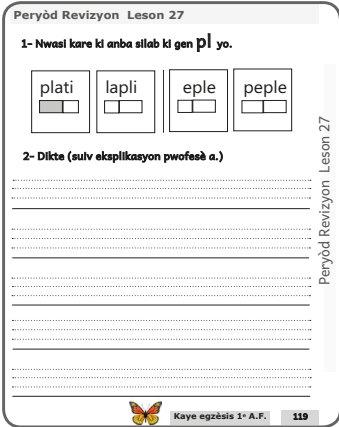 Peryòd Revizyon Leson 27
1- Nwasi kare ki anba silab ki gen pl yo.
plati lapli eple peple
2- Dikte (suiv eksplikasyon pwofesè a.)
Peryòd Revizyon Leson 27
Kaye egzèsis 1e A.F. 119